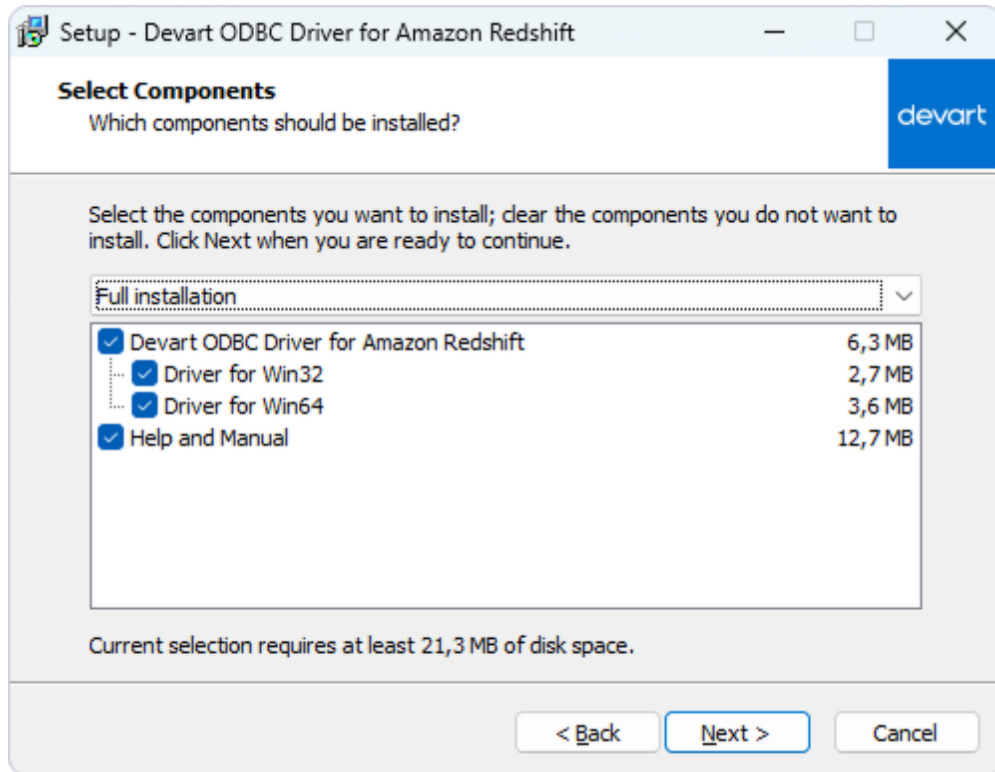 Setup - Devart ODBC Driver for Amazon Redshift
Select Components
Which components should be installed?
devart
Select the components you want to install; clear the components you do not want to
install. Click Next when you are ready to continue.
Full installation
Devart ODBC Driver for Amazon Redshift 6,3 MB
Driver for Win32 2,7 MB
Driver for Win64 3,6 MB
Help and Manual 12,7 MB
Current selection requires at least 21,3 MB of disk space.
< Back Next > Cancel